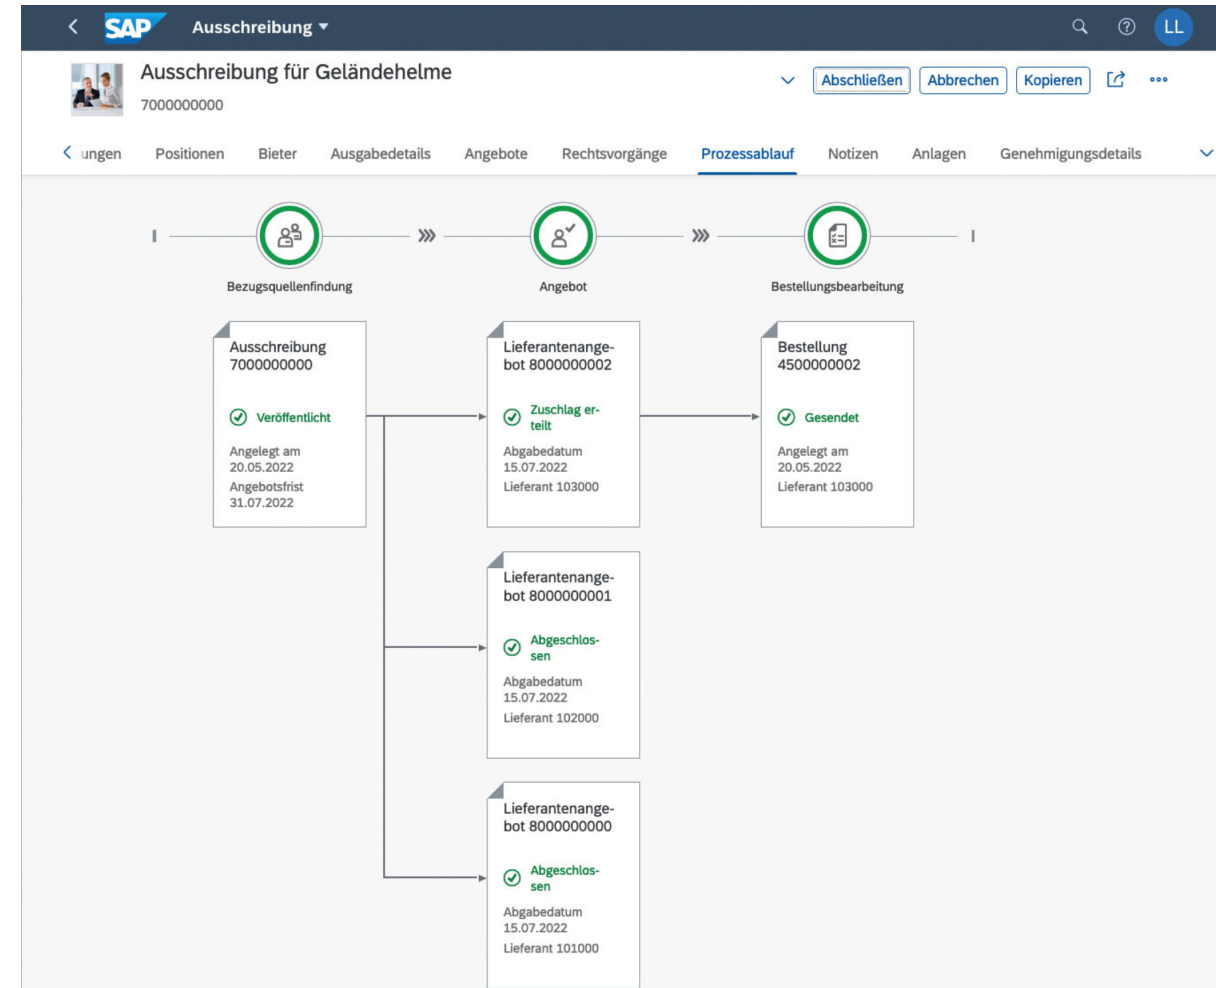 SAP Ausschreibung
LL
Ausschreibung für Geländehelme
7000000000
Abschließen Abbrechen Kopieren
ungen Positionen Bieter Ausgabedetails Angebote Rechtsvorgänge Prozessablauf Notizen Anlagen Genehmigungsdetails
Bezugsquellenfindung
Angebot
Bestellungsbearbeitung
Ausschreibung
7000000000
Veröffentlicht
Angelegt am
20.05.2022
Angebotsfrist
31.07.2022
Lieferantenange-
bot 8000000002
Zuschlag er-
teilt
Abgabedatum
15.07.2022
Lieferant 103000
Bestellung
4500000002
Gesendet
Angelegt am
20.05.2022
Lieferant 103000
Lieferantenange-
bot 8000000001
Abgeschlos-
sen
Abgabedatum
15.07.2022
Lieferant 102000
Lieferantenange-
bot 8000000000
Abgeschlos-
sen
Abgabedatum
15.07.2022
Lieferant 101000